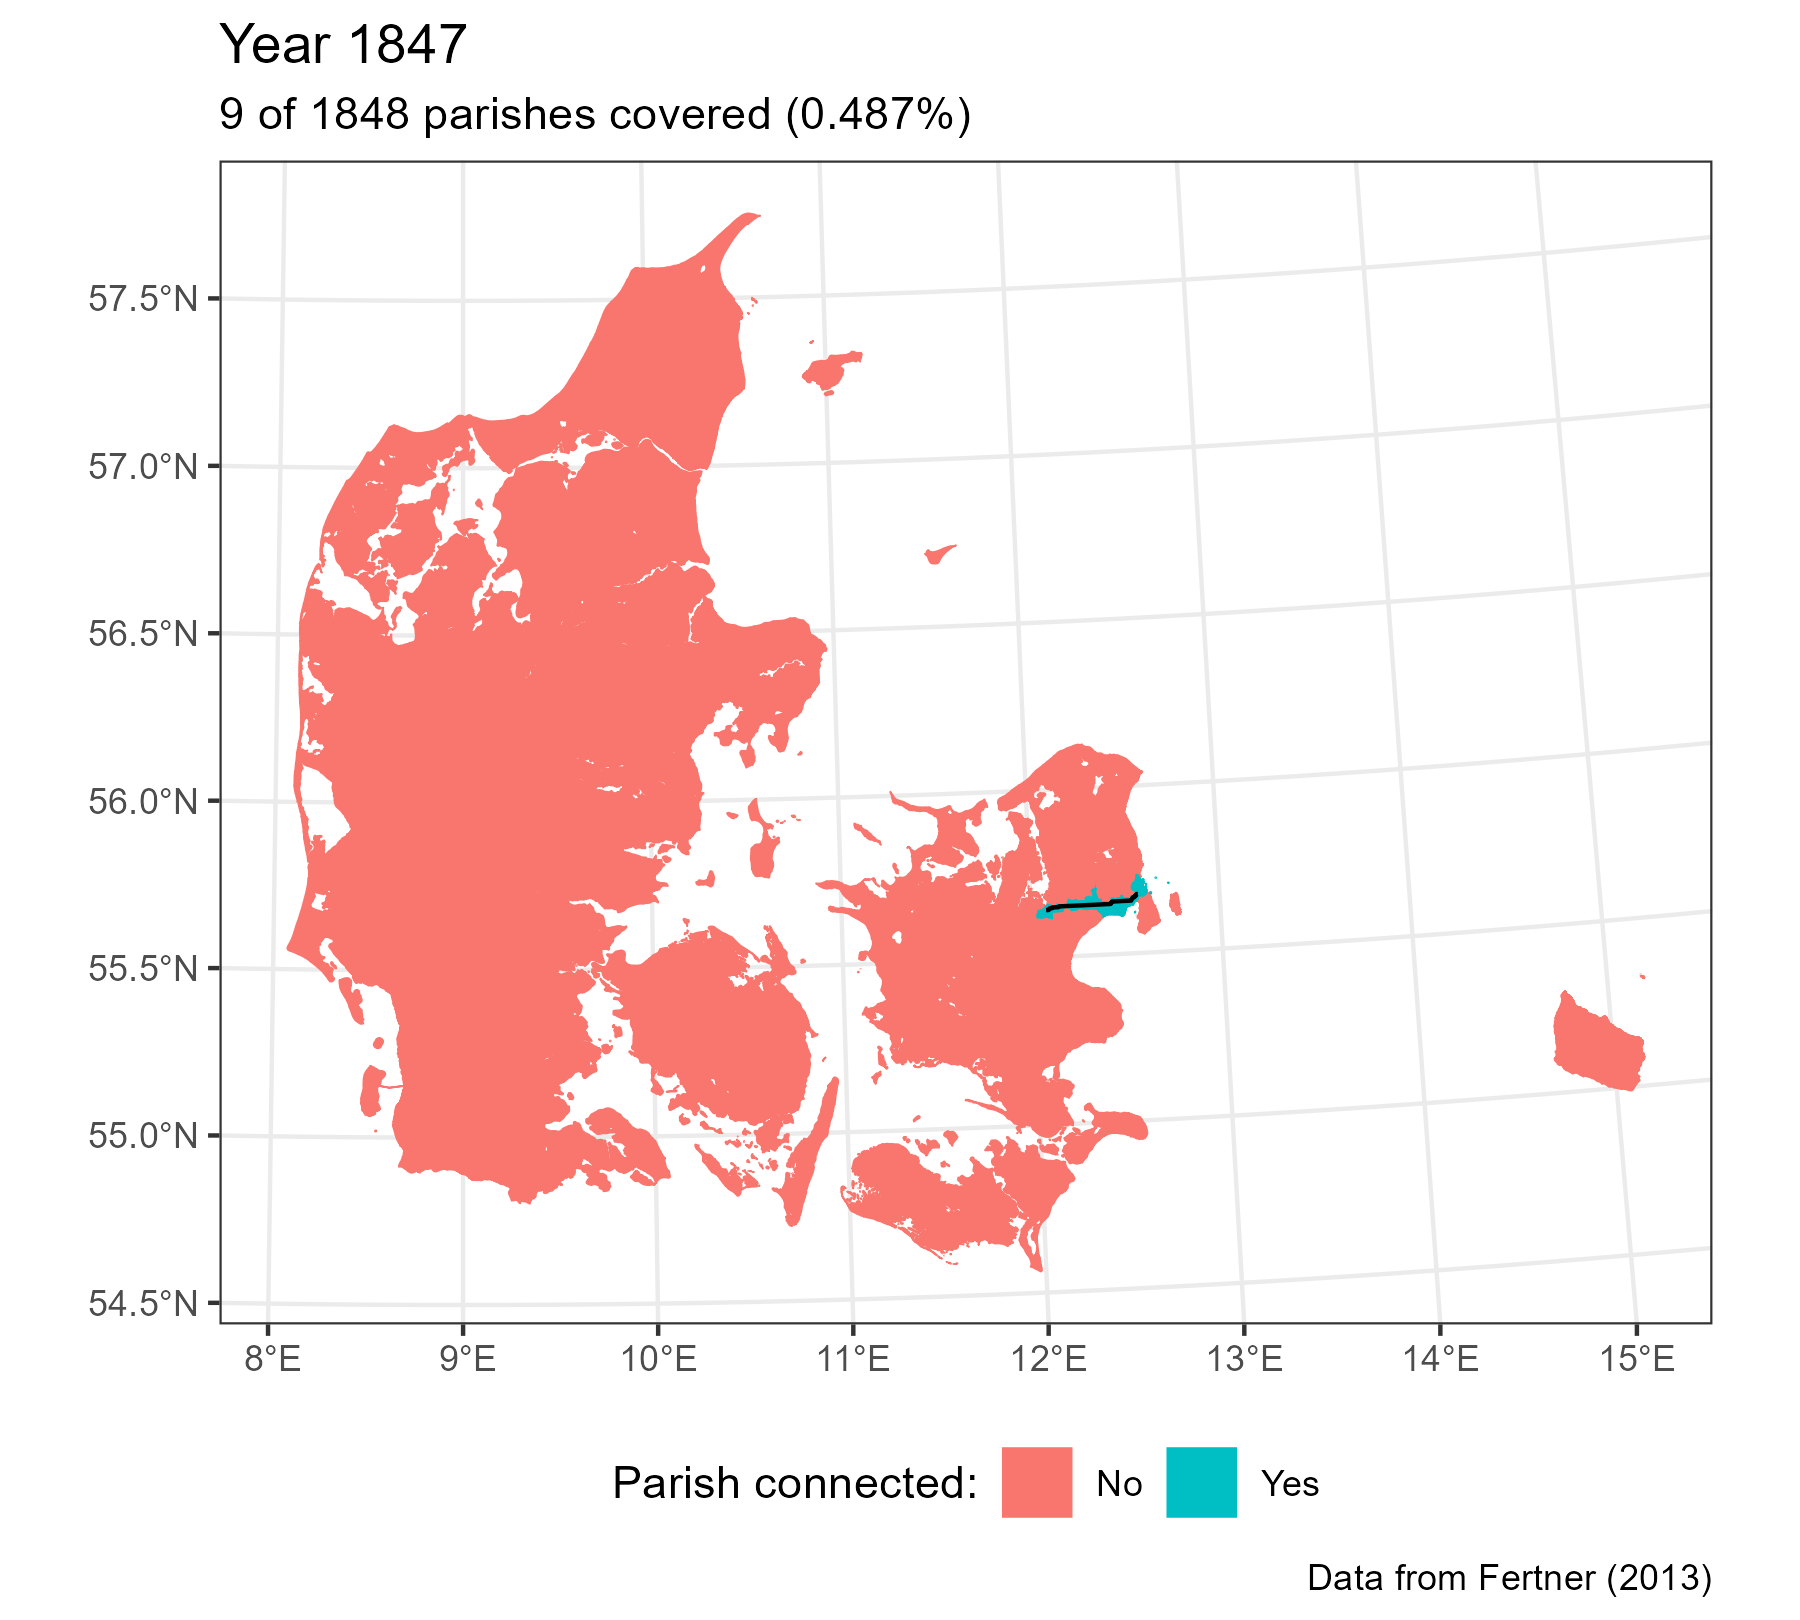 Year 1847
9 of 1848 parishes covered (0.487%)
57.5°N
57.0°N
56.5°N
56.0°N
55.5°N
55.0°N
54.5°N
8°E 9°E 10°E 11°E 12°E 13°E 14°E 15°E
Parish connected: No Yes
Data from Fertner (2013)